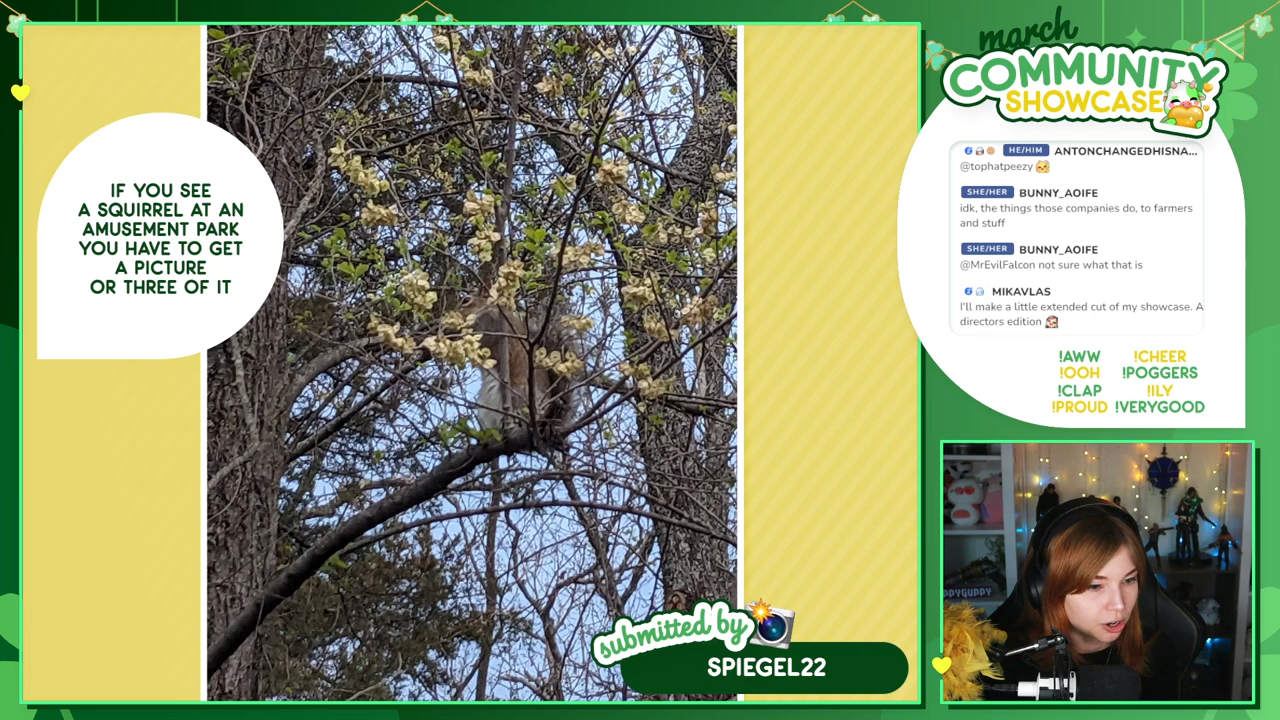 march
COMMUNITY
SHOWCASE
IF YOU SEE
A SQUIRREL AT AN
AMUSEMENT PARK
YOU HAVE TO GET
A PICTURE
OR THREE OF IT
HE/HIM ANTONCHANGEDHISNA...
@tophatpeezy
SHE/HER BUNNY_AOIFE
idk, the things those companies do, to farmers
and stuff
SHE/HER BUNNY_AOIFE
@MrEvilFalcon not sure what that is
MIKAVLAS
I'll make a little extended cut of my showcase. A
directors edition
!AWW !CHEER
!OOH !POGGERS
!CLAP !ILY
!PROUD !VERYGOOD
submitted by
SPIEGEL22